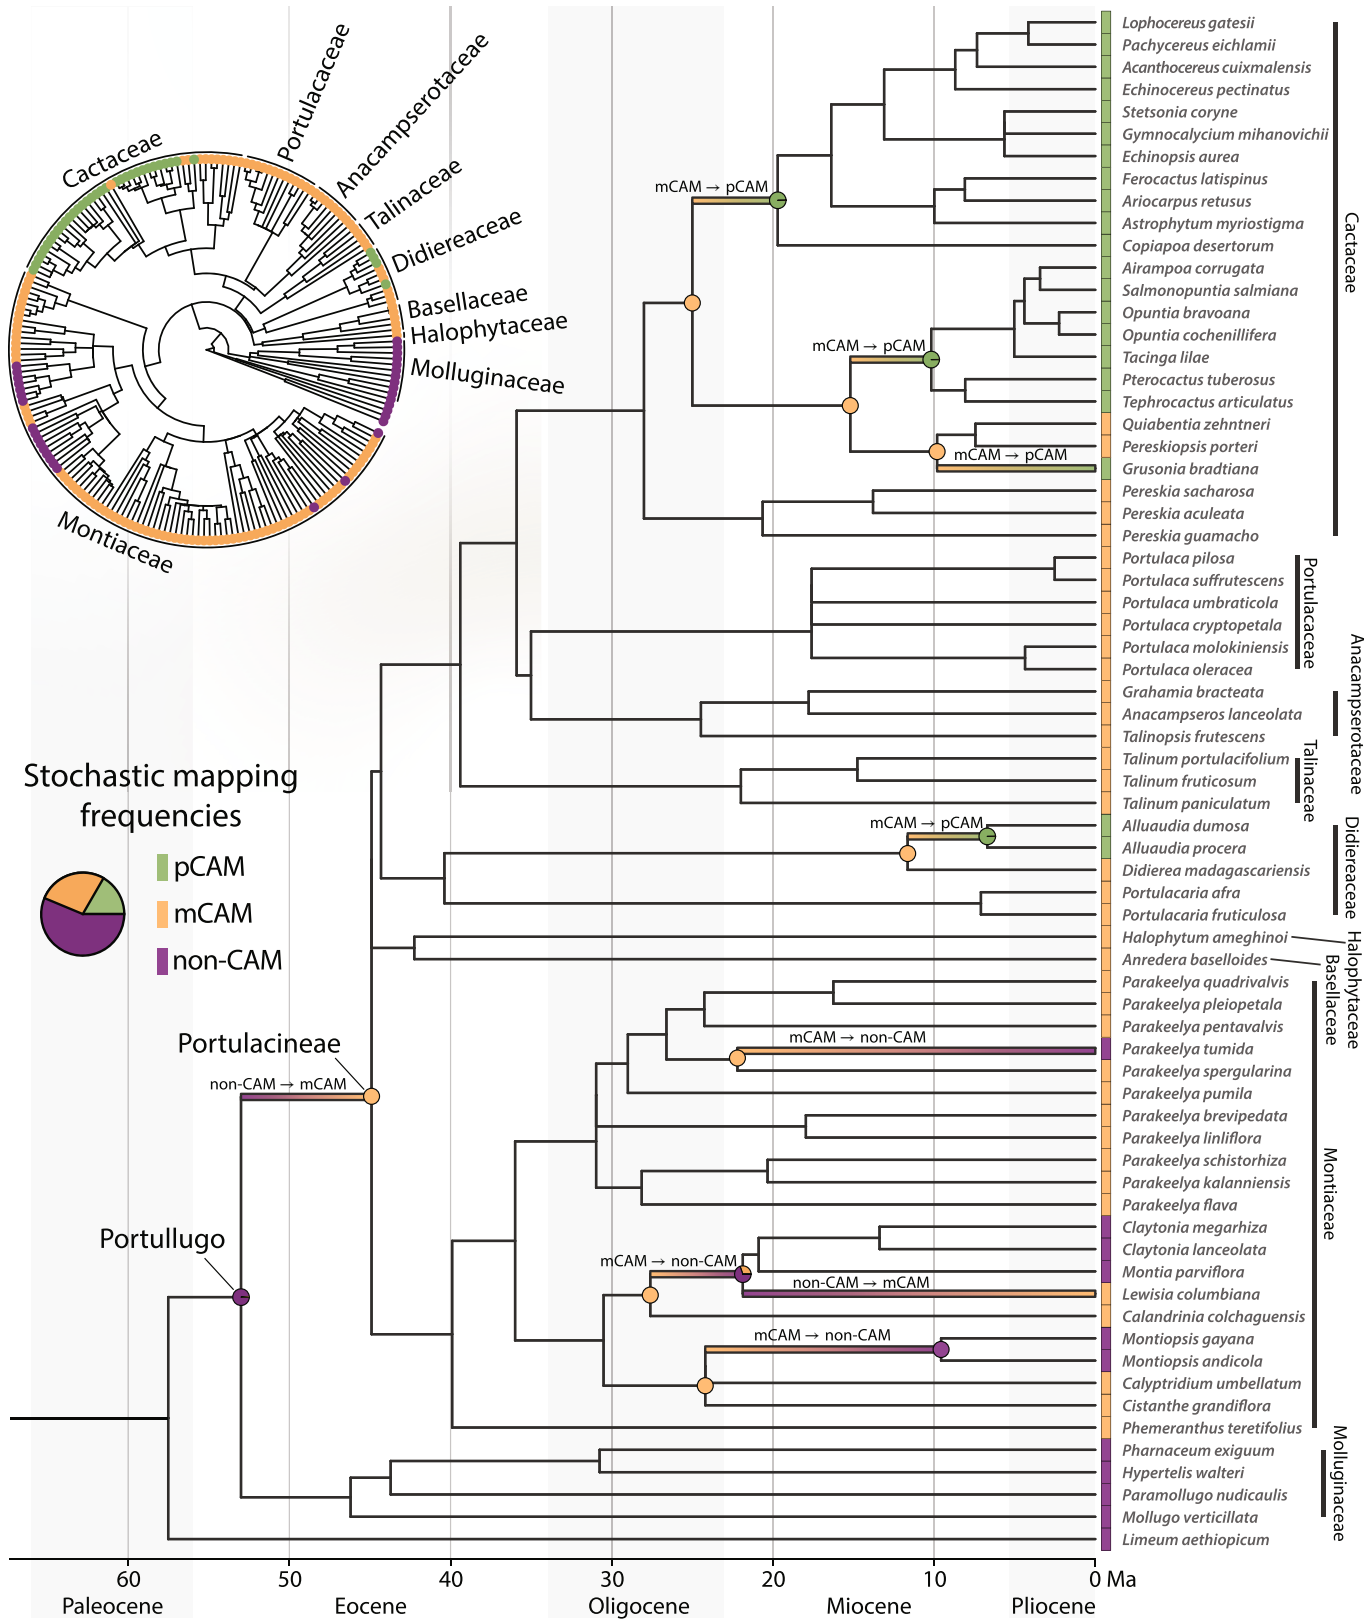 Cactaceae
Portulacaceae
Anacampserotaceae
Talinaceae
Didiereaceae
Basellaceae
Halophytaceae
Molluginaceae
Montiaceae
Stochastic mapping
frequencies
pCAM
mCAM
non-CAM
Portulacineae
Portullugo
non-CAM → mCAM
mCAM → pCAM
mCAM → pCAM
mCAM → pCAM
mCAM → pCAM
mCAM → non-CAM
mCAM → non-CAM
non-CAM → mCAM
mCAM → non-CAM
Lophocereus gatesii
Pachycereus eichlamii
Acanthocereus cuixmalensis
Echinocereus pectinatus
Stetsonia coryne
Gymnocalycium mihanovichii
Echinopsis aurea
Ferocactus latispinus
Ariocarpus retusus
Astrophytum myriostigma
Copiapoa desertorum
Airampoa corrugata
Salmonopuntia salmiana
Opuntia bravoana
Opuntia cochenillifera
Tacinga lilae
Pterocactus tuberosus
Tephrocactus articulatus
Quiabentia zehntneri
Pereskiopsis porteri
Grusonia bradtiana
Pereskia sacharosa
Pereskia aculeata
Pereskia guamacho
Portulaca pilosa
Portulaca suffrutescens
Portulaca umbraticola
Portulaca cryptopetala
Portulaca molokiniensis
Portulaca oleracea
Grahamia bracteata
Anacampseros lanceolata
Talinopsis frutescens
Talinum portulacifolium
Talinum fruticosum
Talinum paniculatum
Alluaudia dumosa
Alluaudia procera
Didierea madagascariensis
Portulacaria afra
Portulacaria fruticulosa
Halophytum ameghinoi
Anredera baselloides
Parakeelya quadrivalvis
Parakeelya pleiopetala
Parakeelya pentavalvis
Parakeelya tumida
Parakeelya spergularina
Parakeelya pumila
Parakeelya brevipedata
Parakeelya linliflora
Parakeelya schistorhiza
Parakeelya kalanniensis
Parakeelya flava
Claytonia megarhiza
Claytonia lanceolata
Montia parviflora
Lewisia columbiana
Calandrinia colchaguensis
Montiopsis gayana
Montiopsis andicola
Calyptridium umbellatum
Cistanthe grandiflora
Phemeranthus teretifolius
Pharnaceum exiguum
Hypertelis walteri
Paramollugo nudicaulis
Mollugo verticillata
Limeum aethiopicum
Cactaceae
Portulacaceae
Anacampserotaceae
Talinaceae
Didiereaceae
Halophytaceae
Basellaceae
Montiaceae
Molluginaceae
60 50 40 30 20 10 0 Ma
Paleocene Eocene Oligocene Miocene Pliocene